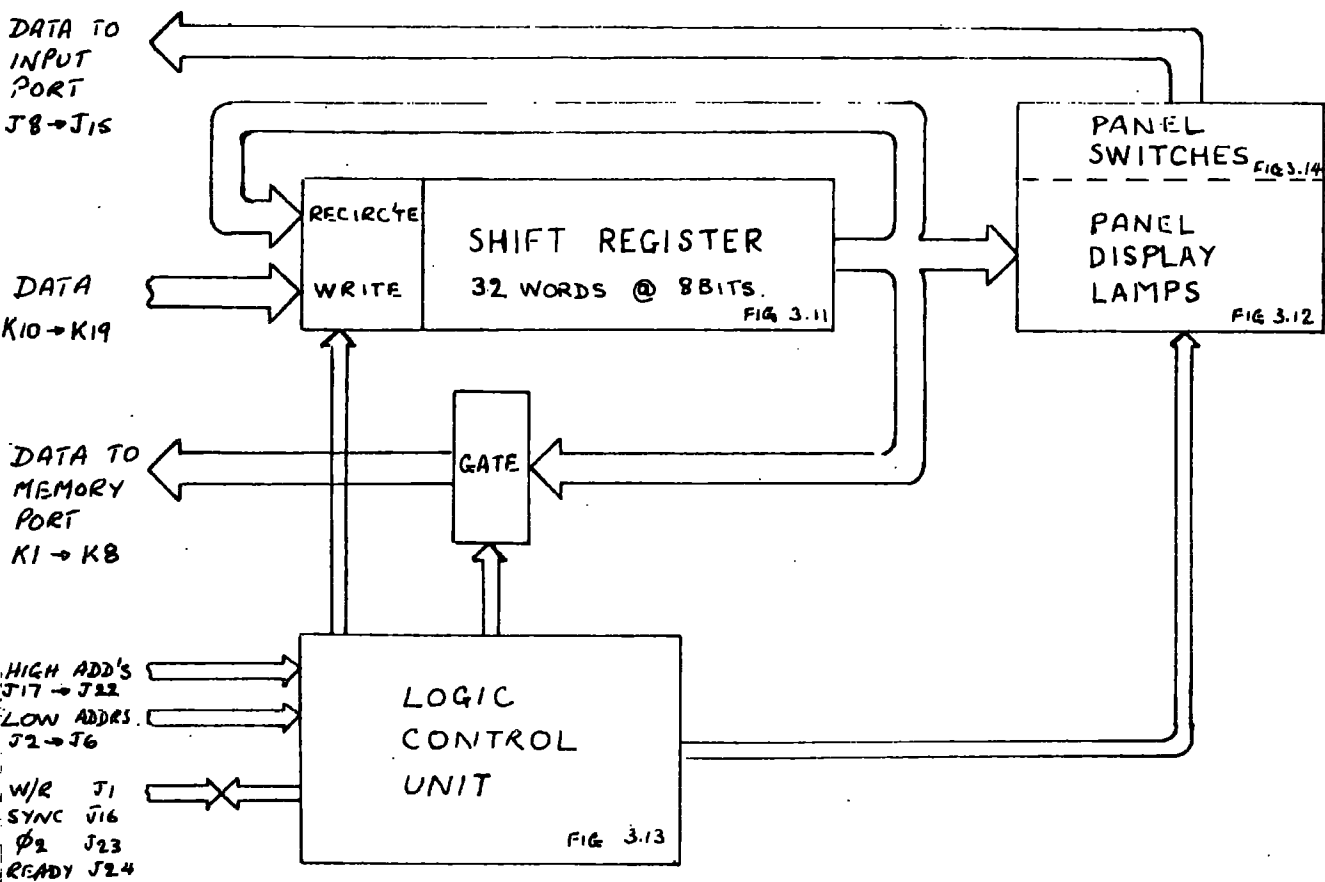 DATA TO
INPUT
PORT
J8→J15
PANEL
SWITCHES FIG 3.14
RECIRC'TE
WRITE
SHIFT REGISTER
32 WORDS @ 8 BITS.
FIG 3.11
PANEL
DISPLAY
LAMPS
FIG 3.12
DATA
K10→K19
DATA TO
MEMORY
PORT
K1→K8
GATE
HIGH ADD'S
J17→J22
LOW ADDRS.
J2→J6
W/R J1
SYNC J16
φ2 J23
READY J24
LOGIC
CONTROL
UNIT
FIG 3.13